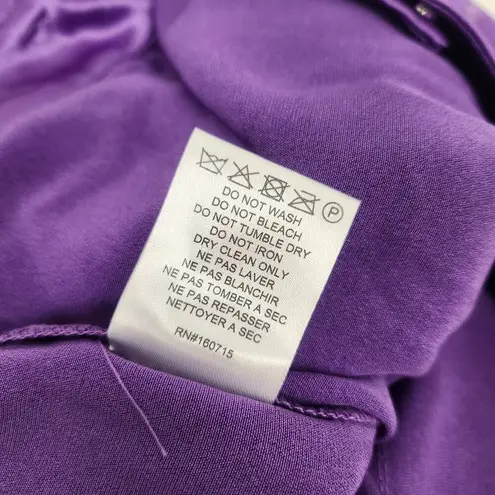 P
DO NOT WASH
DO NOT BLEACH
DO NOT TUMBLE DRY
DO NOT IRON
DRY CLEAN ONLY
NE PAS LAVER
NE PAS BLANCHIR
NE PAS TOMBER A SEC
NE PAS REPASSER
NETTOYER A SEC
RN#160715